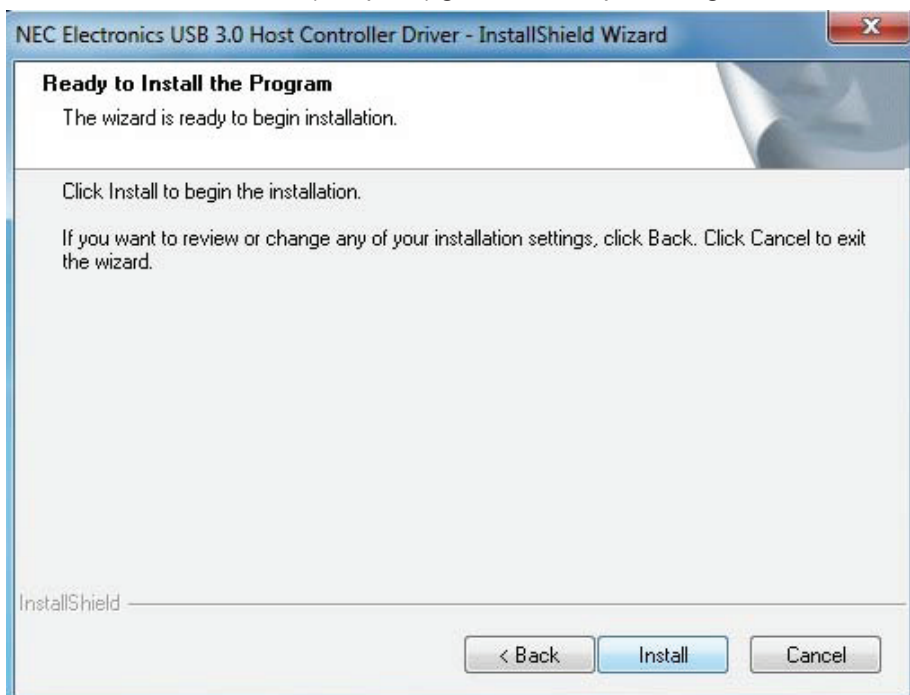 NEC Electronics USB 3.0 Host Controller Driver - InstallShield Wizard
Ready to Install the Program
The wizard is ready to begin installation.
Click Install to begin the installation.
If you want to review or change any of your installation settings, click Back. Click Cancel to exit
the wizard.
InstallShield
< Back Install Cancel